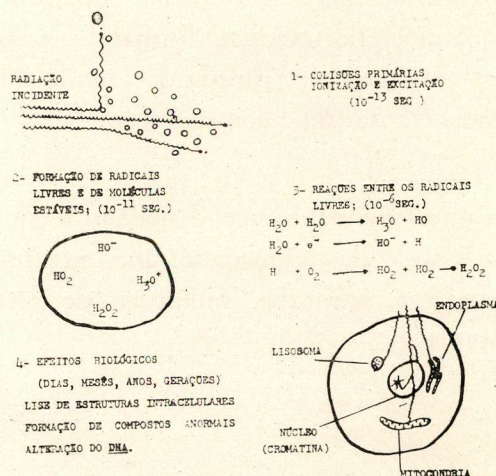 RADIAÇÃO
INCIDENTE
1- COLISÕES PRIMÁRIAS
IONIZAÇÃO E EXCITAÇÃO
(10⁻¹³ SEG )
2- FORMAÇÃO DE RADICAIS
LIVRES E DE MOLÉCULAS
ESTÁVEIS; (10⁻¹¹ SEG.)
HO⁻
HO₂
H₃O⁺
H₂O₂
3- REAÇÕES ENTRE OS RADICAIS
LIVRES; (10⁻⁶SEG.)
H₂O + H₂O → H₃O + HO
H₂O + e⁻ → HO⁻ + H
H + O₂ → HO₂ + HO₂ → H₂O₂
4- EFEITOS BIOLÓGICOS
(DIAS, MESÊS, ANOS, GERAÇÕES)
LISE DE ESTRUTURAS INTRACELULARES
FORMAÇÃO DE COMPOSTOS ANORMAIS
ALTERAÇÃO DO DNA.
ENDOPLASMA
LISOSOMA
NÚCLEO
(CROMATINA)
MITOCONDRIA